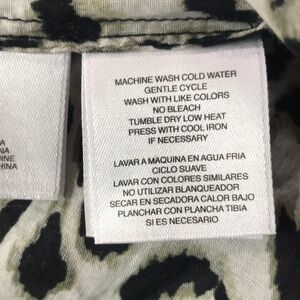 MACHINE WASH COLD WATER
GENTLE CYCLE
WASH WITH LIKE COLORS
NO BLEACH
TUMBLE DRY LOW HEAT
PRESS WITH COOL IRON
IF NECESSARY
LAVAR A MAQUINA EN AGUA FRIA
CICLO SUAVE
LAVAR CON COLORES SIMILARES
NO UTILIZAR BLANQUEADOR
SECAR EN SECADORA CALOR BAJO
PLANCHAR CON PLANCHA TIBIA
SI ES NECESARIO